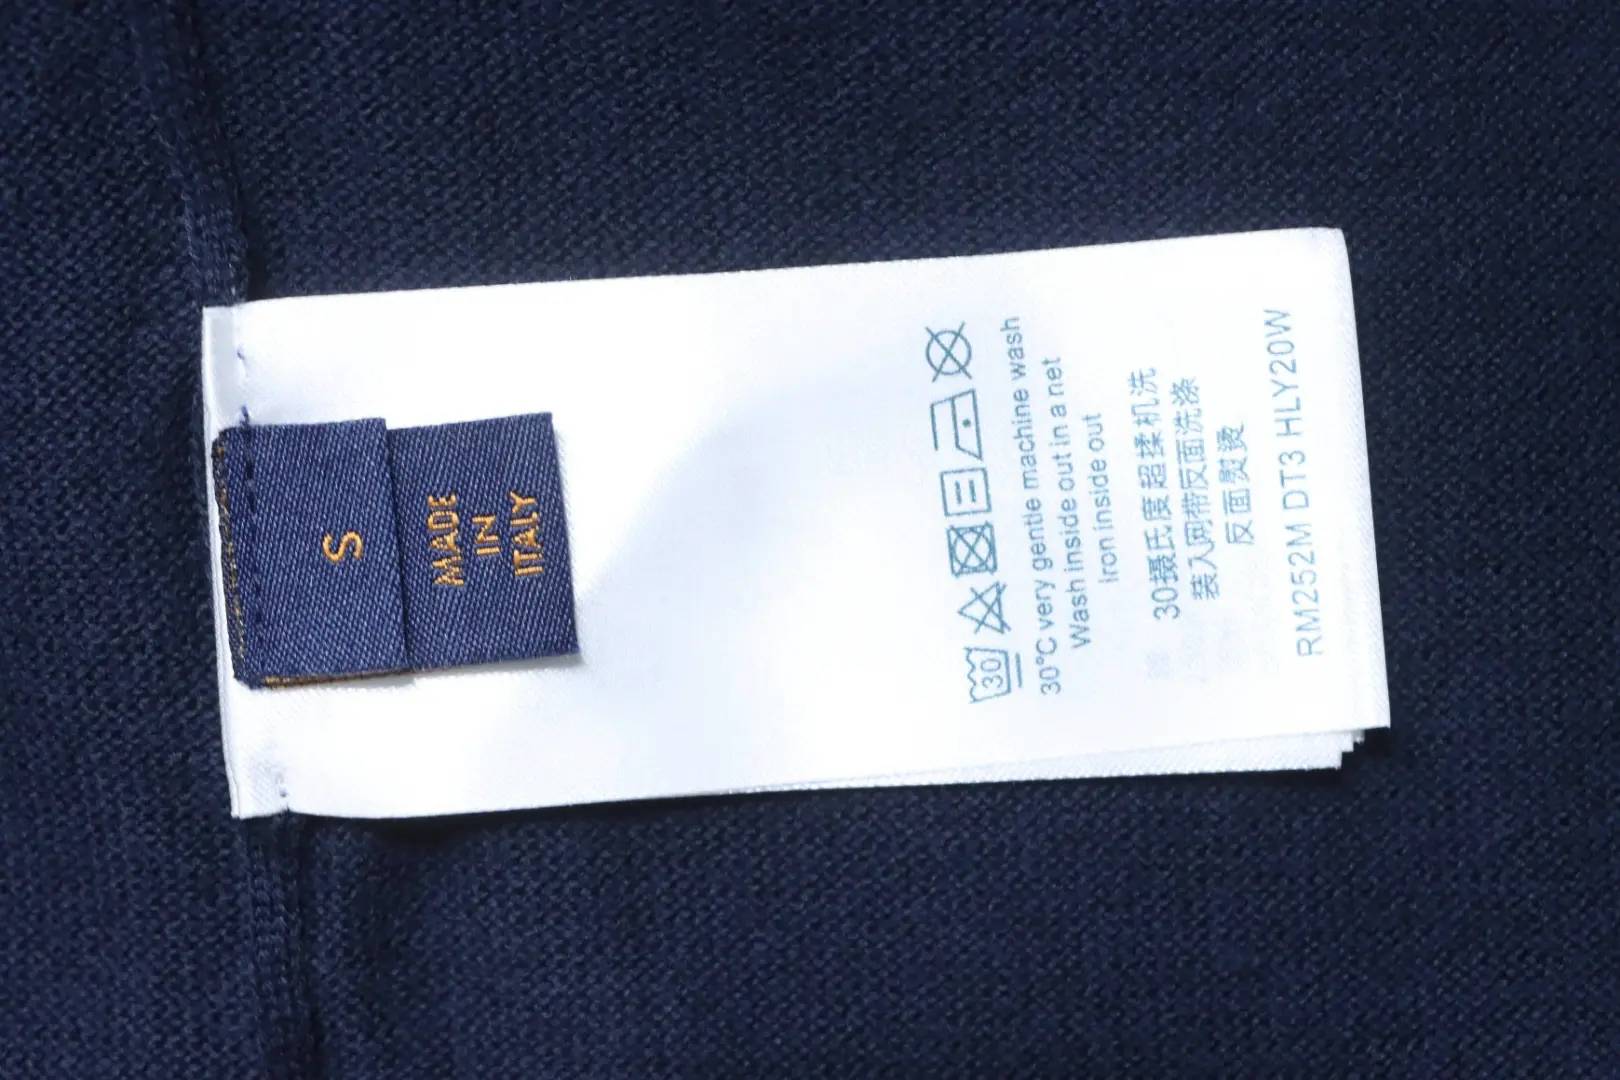 S
MADE
IN
ITALY
30
30°C very gentle machine wash
Wash inside out in a net
Iron inside out
30摄氏度超揉机洗
装入网带反面洗涤
反面熨烫
RM252M DT3 HLY20W